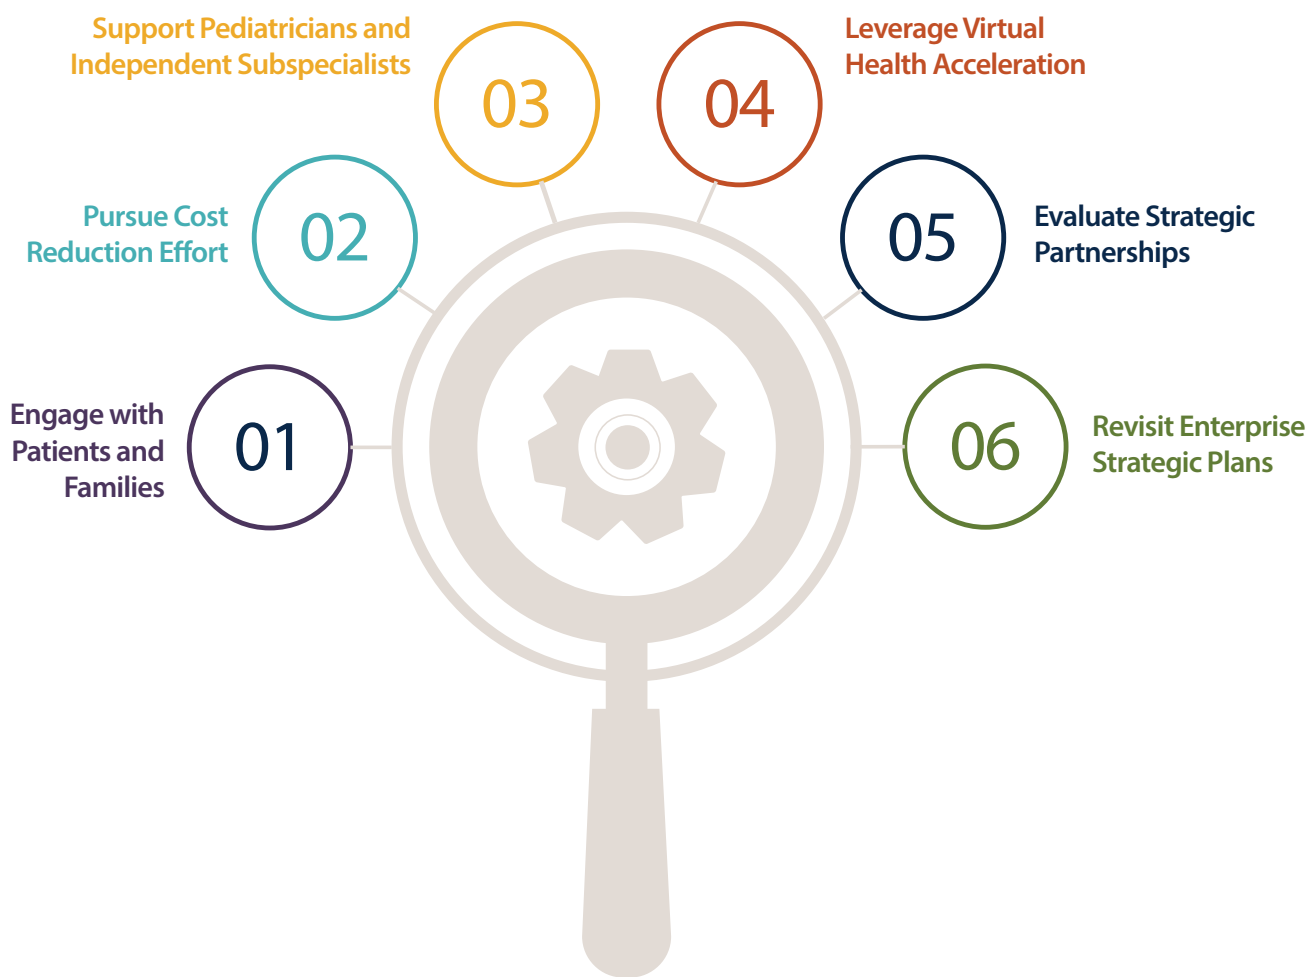 01
Engage with
Patients and
Families
02
Pursue Cost
Reduction Effort
03
Support Pediatricians and
Independent Subspecialists
04
Leverage Virtual
Health Acceleration
05
Evaluate Strategic
Partnerships
06
Revisit Enterprise
Strategic Plans